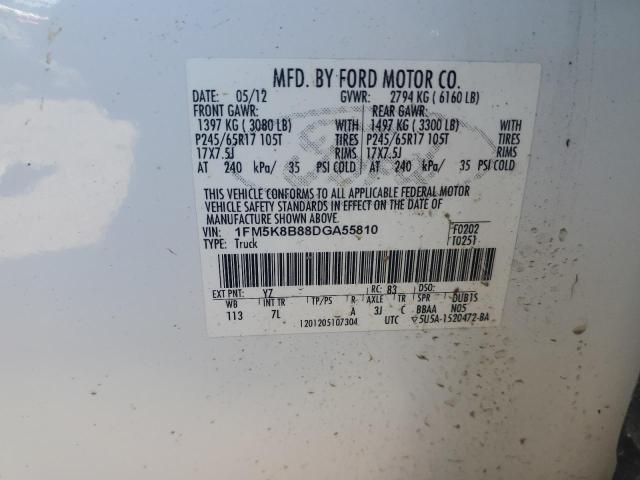 MFD. BY FORD MOTOR CO.
DATE: 05/12 GVWR: 2794 KG ( 6160 LB)
FRONT GAWR: REAR GAWR:
1397 KG ( 3080 LB) WITH 1497 KG ( 3300 LB) WITH
P245/65R17 105T TIRES P245/65R17 105T TIRES
17X7.5J RIMS 17X7.5J RIMS
AT 240 kPa/ 35 PSI COLD AT 240 kPa/ 35 PSI COLD
THIS VEHICLE CONFORMS TO ALL APPLICABLE FEDERAL MOTOR
VEHICLE SAFETY STANDARDS IN EFFECT ON THE DATE OF
MANUFACTURE SHOWN ABOVE.
VIN: 1FM5K8B88DGA55810 F0202
TYPE: Truck T0251
EXT PNT: Y7 RC: 83 DSO:
WB INT TR TP/PS R AXLE TR SPR DUB1S
113 7L A 3J C BBAA N05
1201205107304 UTC ▽5U5A-1520472-BA